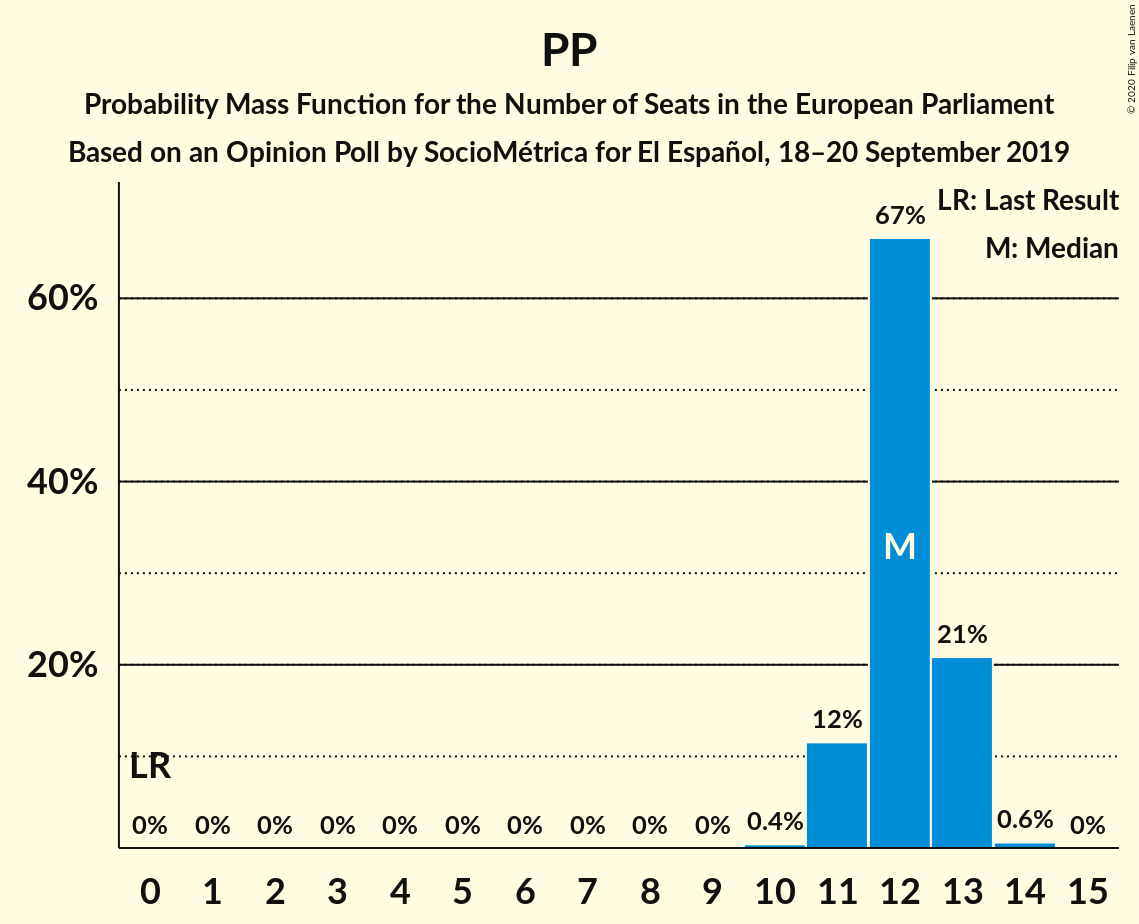 PP
Probability Mass Function for the Number of Seats in the European Parliament
Based on an Opinion Poll by SocioMétrica for El Español, 18–20 September 2019
© 2020 Filip van Laenen
LR: Last Result
M: Median
67%
60%
40%
M
21%
20%
12%
LR
0% 0% 0% 0% 0% 0% 0% 0% 0% 0% 0.4% 0.6% 0%
0 1 2 3 4 5 6 7 8 9 10 11 12 13 14 15